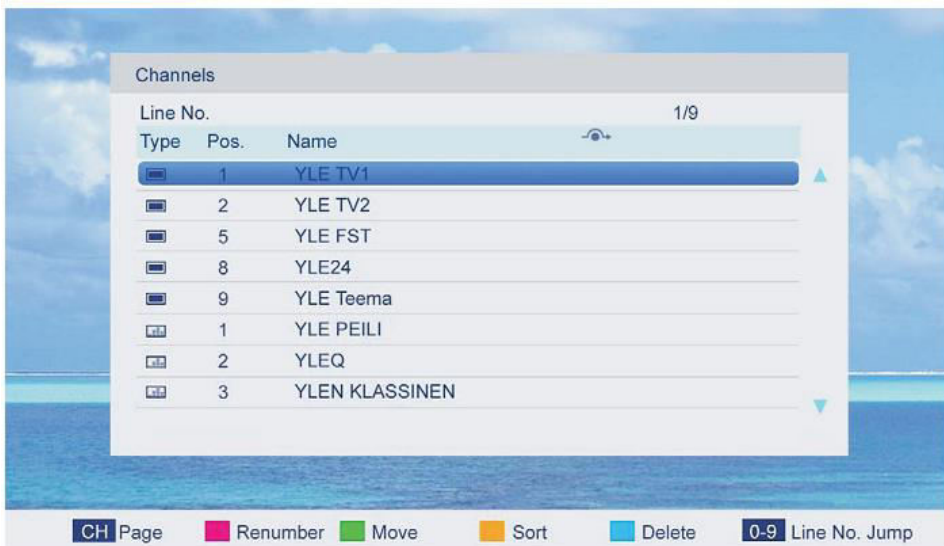 Channels
Line No. 1/9
Type Pos. Name
1 YLE TV1
2 YLE TV2
5 YLE FST
8 YLE24
9 YLE Teema
1 YLE PEILI
2 YLEQ
3 YLEN KLASSINEN
CH Page Renumber Move Sort Delete 0-9 Line No. Jump